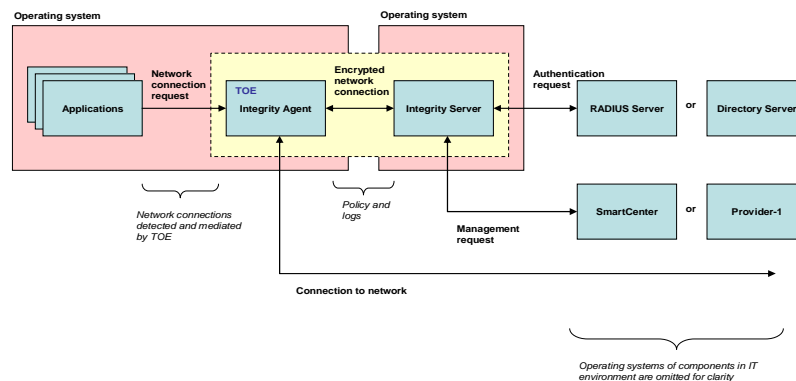 Operating system
Operating system
Network
connection
request
TOE
Encrypted
network
connection
Authentication
request
Applications
Integrity Agent
Integrity Server
RADIUS Server
or
Directory Server
Network connections
detected and mediated
by TOE
Policy and
logs
SmartCenter
or
Provider-1
Management
request
Connection to network
Operating systems of components in IT
environment are omitted for clarity